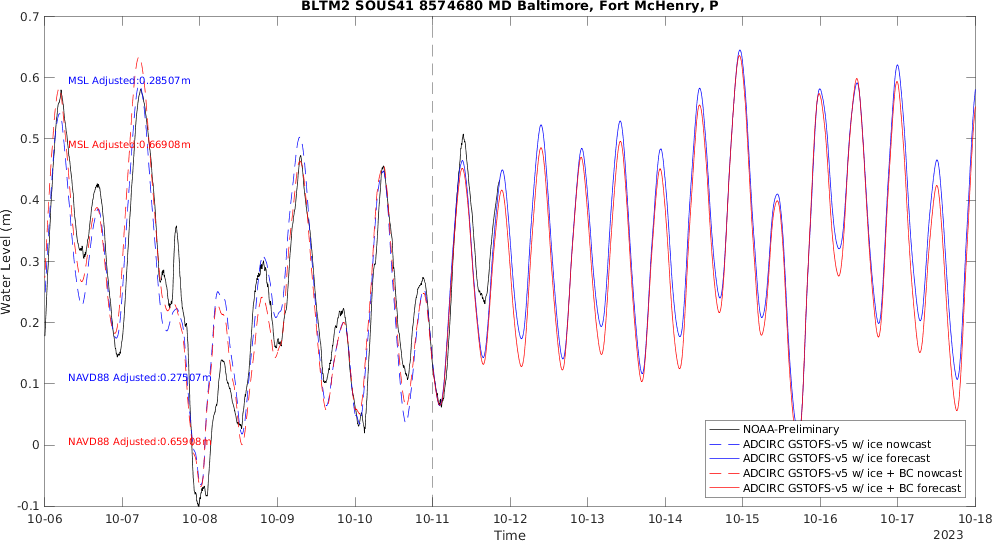 BLTM2 SOUS41 8574680 MD Baltimore, Fort McHenry, P
0.7
0.6
0.5
0.4
0.3
0.2
0.1
0
-0.1
Water Level (m)
MSL Adjusted:0.28507m
MSL Adjusted:0.66908m
NAVD88 Adjusted:0.27507m
NAVD88 Adjusted:0.65908m
NOAA-Preliminary
ADCIRC GSTOFS-v5 w/ ice nowcast
ADCIRC GSTOFS-v5 w/ ice forecast
ADCIRC GSTOFS-v5 w/ ice + BC nowcast
ADCIRC GSTOFS-v5 w/ ice + BC forecast
10-06 10-07 10-08 10-09 10-10 10-11 10-12 10-13 10-14 10-15 10-16 10-17 10-18
Time
2023